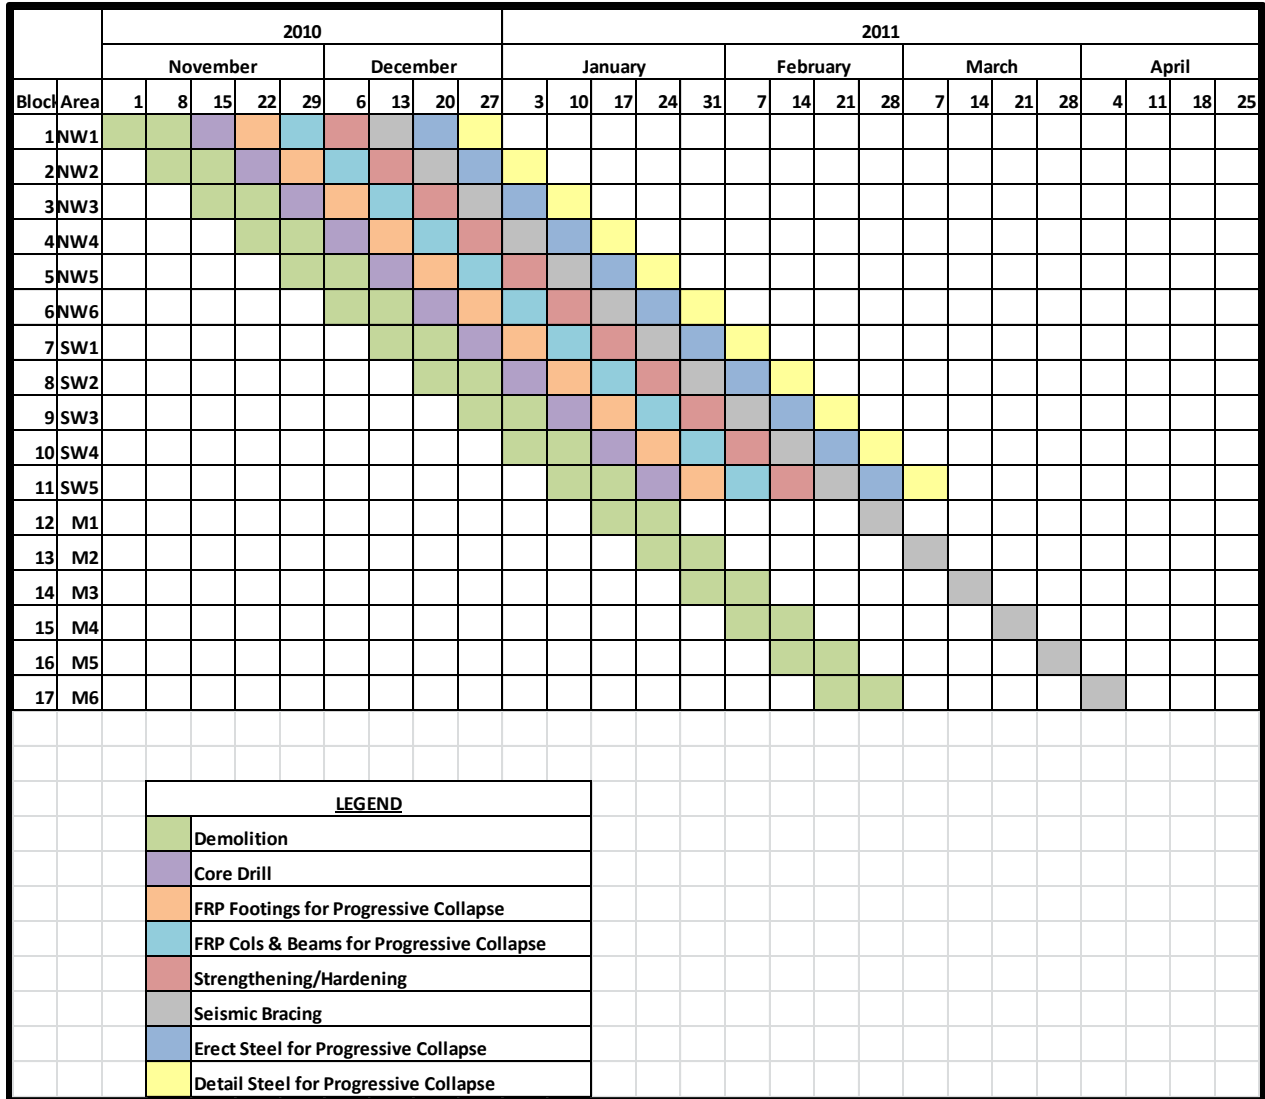 2010 2011
November December January February March April
Block Area 1 8 15 22 29 6 13 20 27 3 10 17 24 31 7 14 21 28 7 14 21 28 4 11 18 25
1 NW1
2 NW2
3 NW3
4 NW4
5 NW5
6 NW6
7 SW1
8 SW2
9 SW3
10 SW4
11 SW5
12 M1
13 M2
14 M3
15 M4
16 M5
17 M6
LEGEND
Demolition
Core Drill
FRP Footings for Progressive Collapse
FRP Cols & Beams for Progressive Collapse
Strengthening/Hardening
Seismic Bracing
Erect Steel for Progressive Collapse
Detail Steel for Progressive Collapse